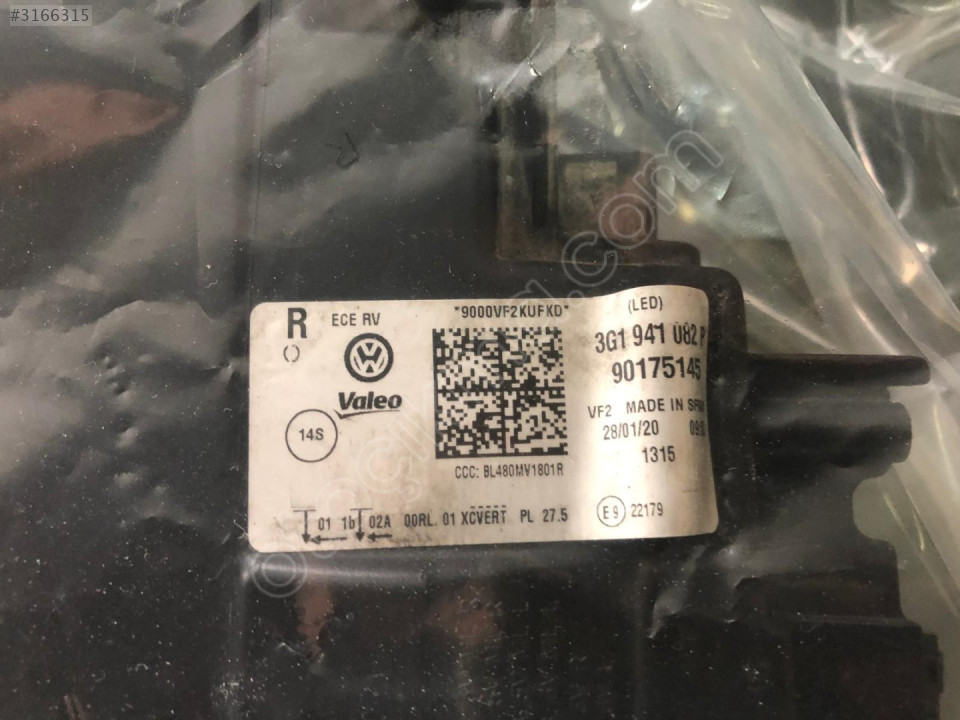 #3166315
R
ECE RV
*9000VF2KUFKD*
(LED)
3G1 941 082 P
90175145
Valeo
14S
VF2 MADE IN
28/01/20
1315
CCC: BL480MV1801R
01 1b 02A 00RL. 01 XCVERT PL 27.5
E9 22179